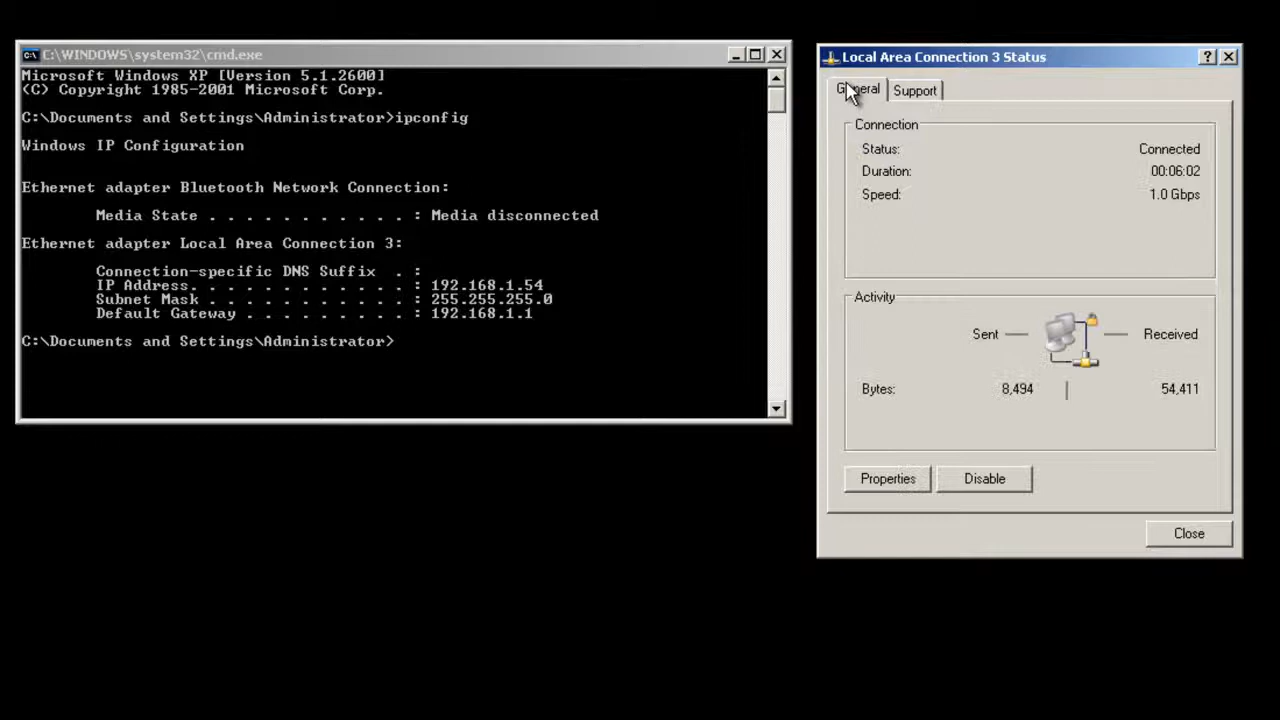 C:\WINDOWS\system32\cmd.exe
Microsoft Windows XP [Version 5.1.2600]
(C) Copyright 1985-2001 Microsoft Corp.
C:\Documents and Settings\Administrator>ipconfig
Windows IP Configuration
Ethernet adapter Bluetooth Network Connection:
Media State . . . . . . . . . . . : Media disconnected
Ethernet adapter Local Area Connection 3:
Connection-specific DNS Suffix . :
IP Address. . . . . . . . . . . . : 192.168.1.54
Subnet Mask . . . . . . . . . . . : 255.255.255.0
Default Gateway . . . . . . . . . : 192.168.1.1
C:\Documents and Settings\Administrator>
Local Area Connection 3 Status
General Support
Connection
Status: Connected
Duration: 00:06:02
Speed: 1.0 Gbps
Activity
Sent Received
Bytes: 8,494 54,411
Properties Disable
Close